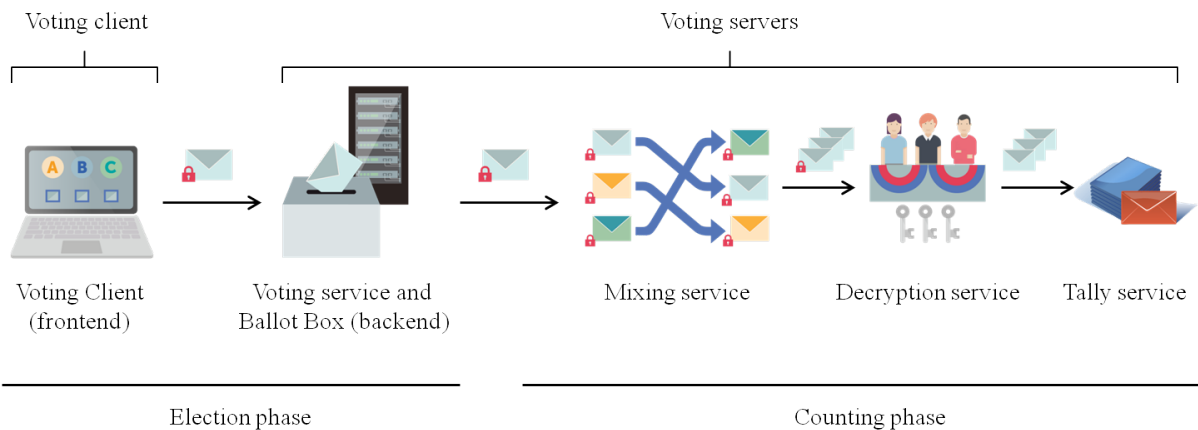 Voting client
Voting servers
A B C
Voting Client
(frontend)
Voting service and
Ballot Box (backend)
Mixing service
Decryption service
Tally service
Election phase
Counting phase